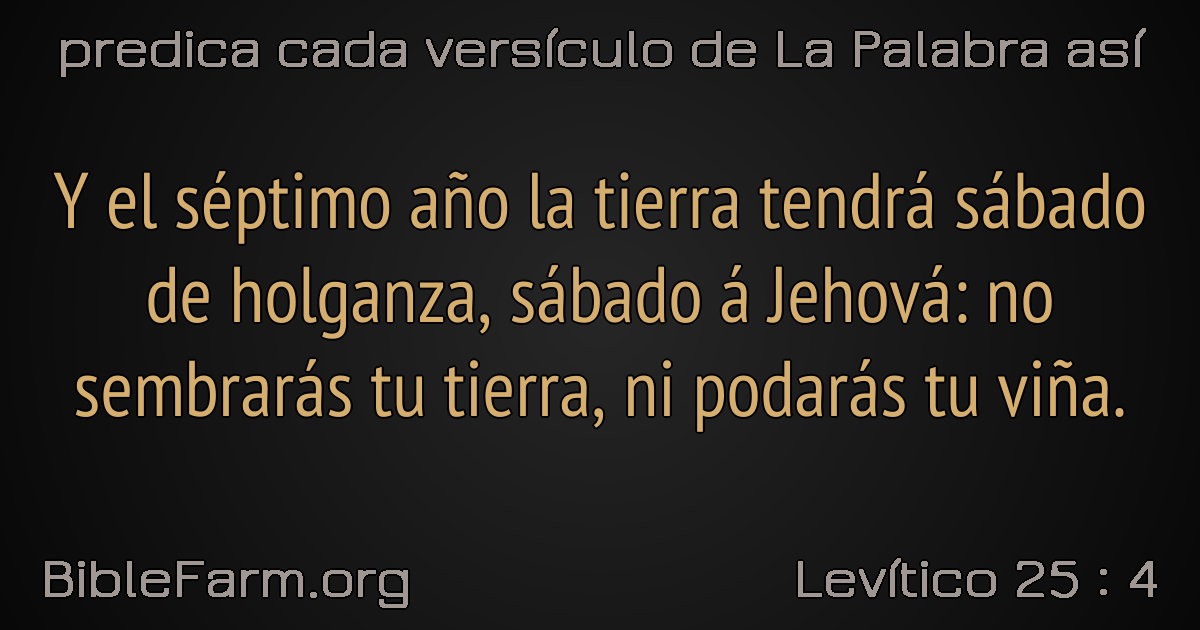 predica cada versículo de La Palabra así
Y el séptimo año la tierra tendrá sábado
de holganza, sábado á Jehová: no
sembrarás tu tierra, ni podarás tu viña.
BibleFarm.org
Levítico 25 : 4